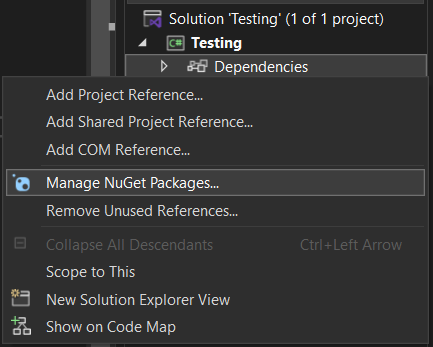 Solution 'Testing' (1 of 1 project)
C# Testing
Dependencies
Add Project Reference...
Add Shared Project Reference...
Add COM Reference...
Manage NuGet Packages...
Remove Unused References...
Collapse All Descendants Ctrl+Left Arrow
Scope to This
New Solution Explorer View
Show on Code Map